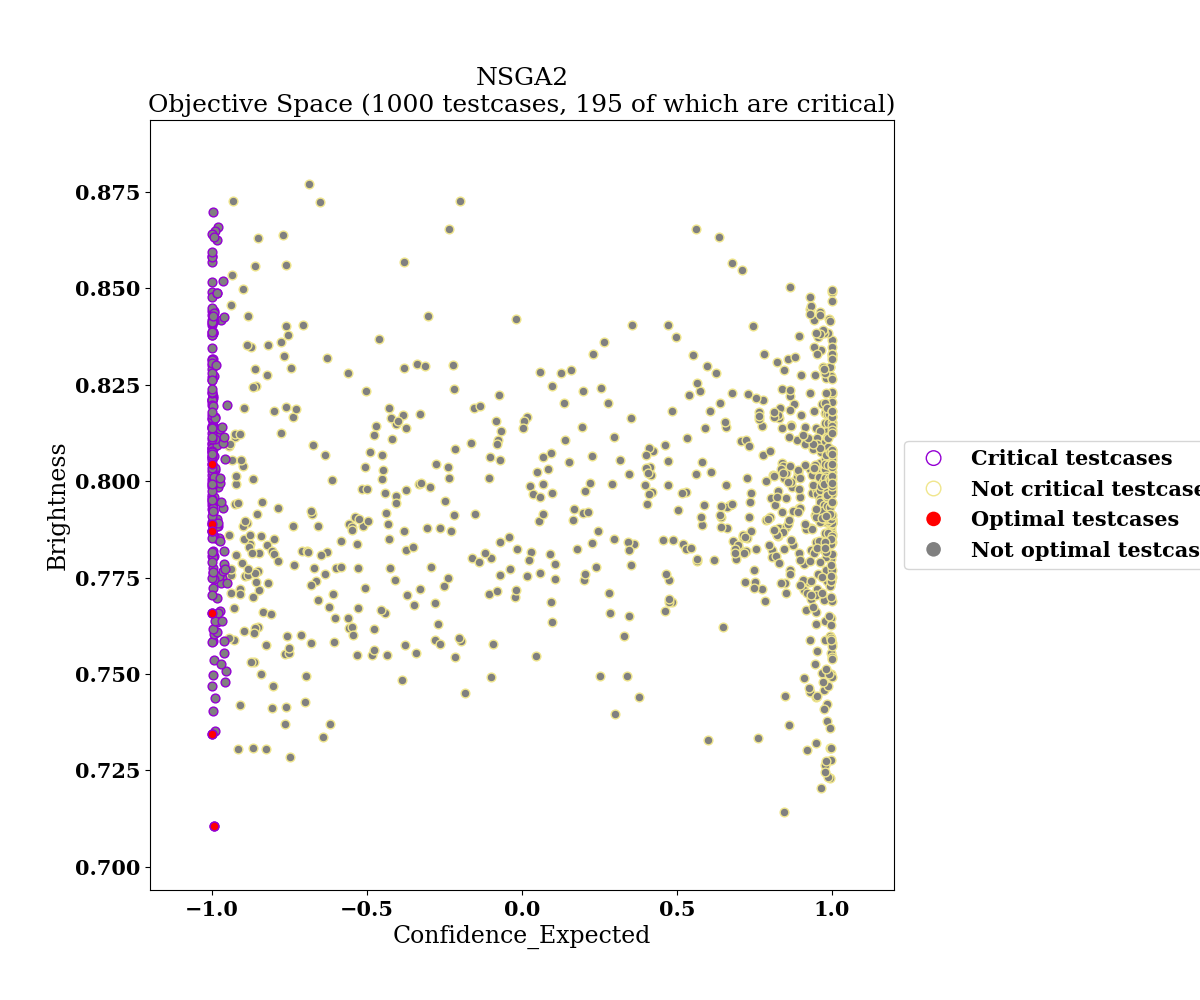 NSGA2
Objective Space (1000 testcases, 195 of which are critical)
Brightness
0.875
0.850
0.825
0.800
0.775
0.750
0.725
0.700
−1.0
−0.5
0.0
0.5
1.0
Confidence_Expected
Critical testcases
Not critical testcase
Optimal testcases
Not optimal testcas